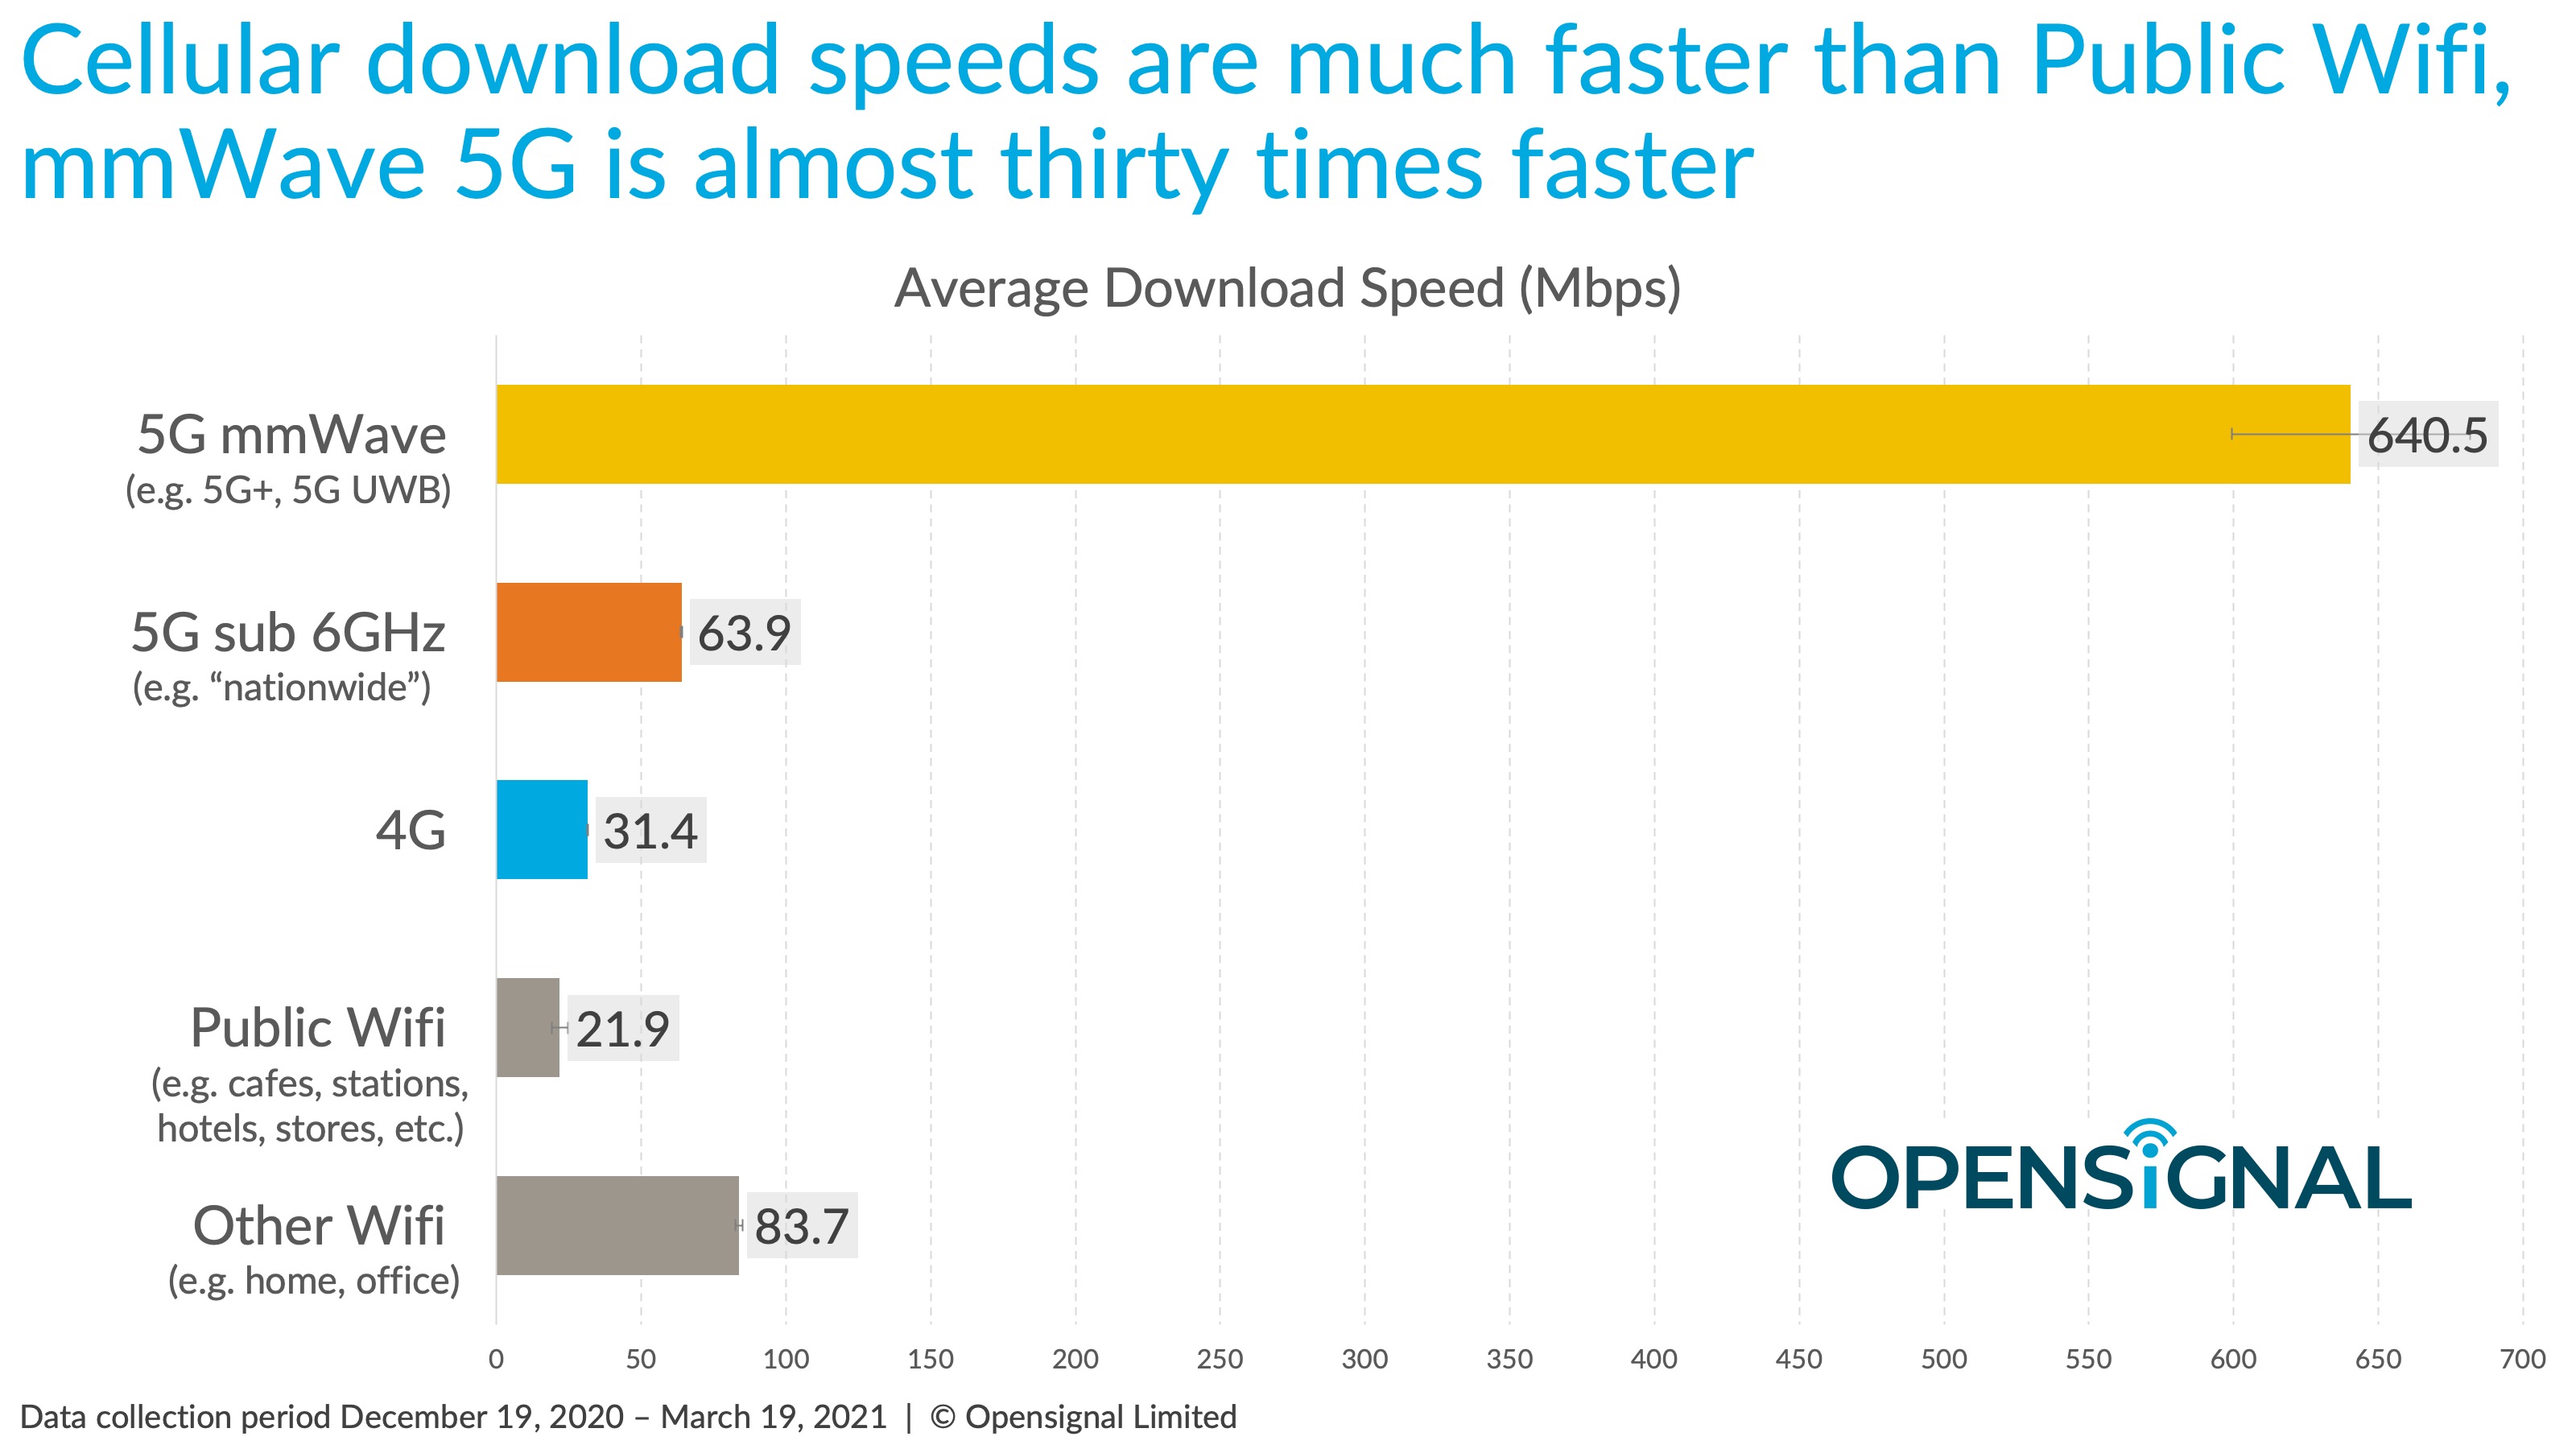 Cellular download speeds are much faster than Public Wifi,
mmWave 5G is almost thirty times faster
Average Download Speed (Mbps)
5G mmWave
(e.g. 5G+, 5G UWB)
640.5
5G sub 6GHz
(e.g. “nationwide”)
63.9
4G
31.4
Public Wifi
(e.g. cafes, stations,
hotels, stores, etc.)
21.9
Other Wifi
(e.g. home, office)
83.7
OPENSiGNAL
0 50 100 150 200 250 300 350 400 450 500 550 600 650 700
Data collection period December 19, 2020 – March 19, 2021 | © Opensignal Limited